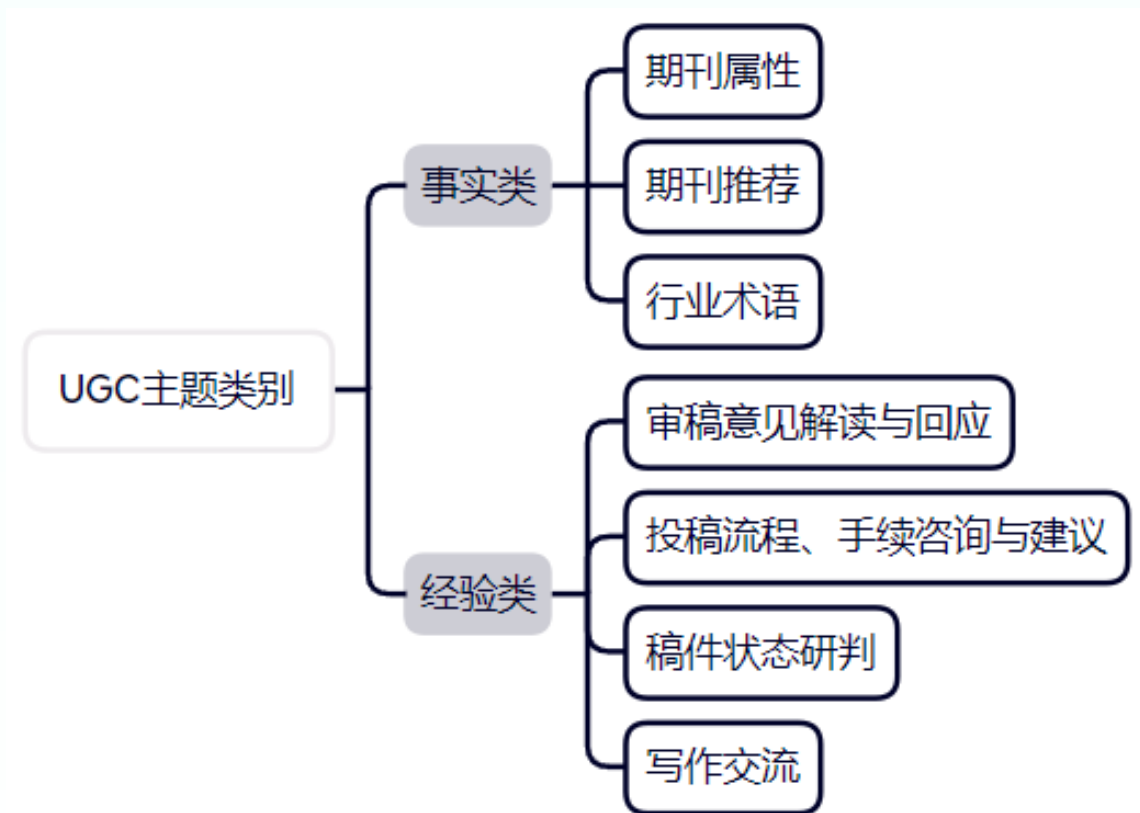 UGC主题类别
事实类
期刊属性
期刊推荐
行业术语
经验类
审稿意见解读与回应
投稿流程、手续咨询与建议
稿件状态研判
写作交流